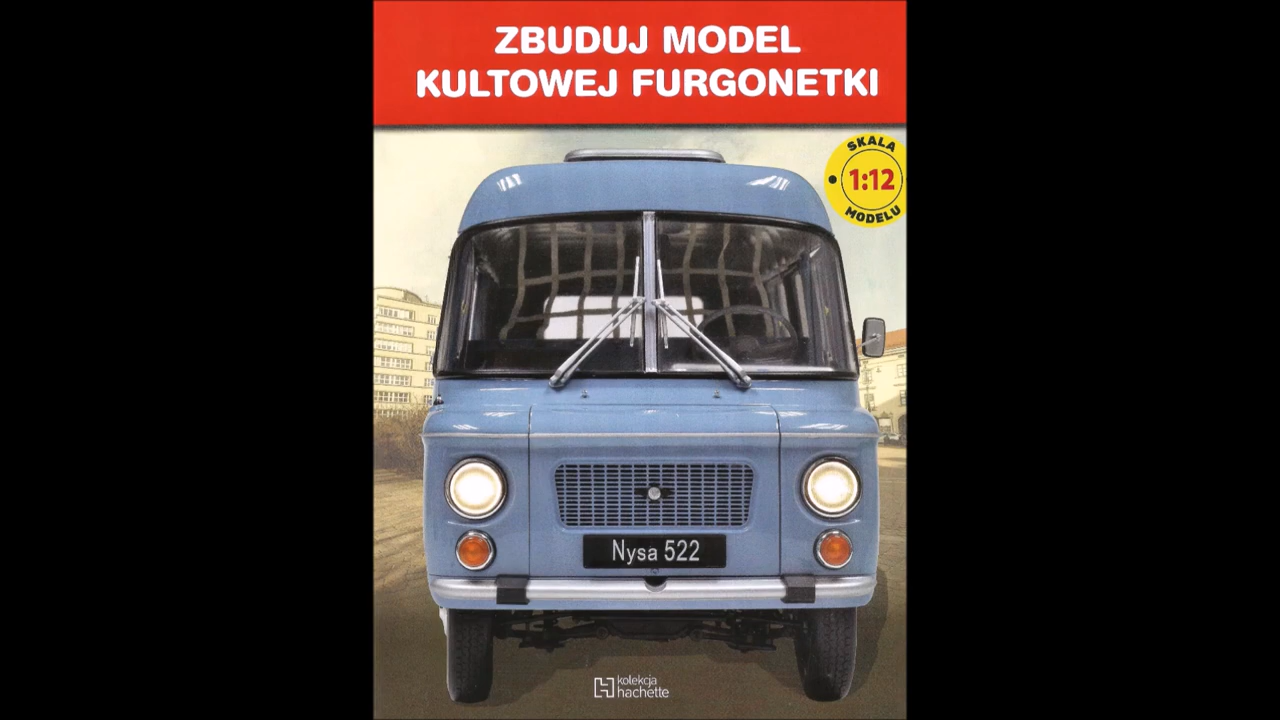 ZBUDUJ MODEL
KULTOWEJ FURGONETKI
SKALA
1:12
MODELU
Nysa 522
kolekcja
hachette